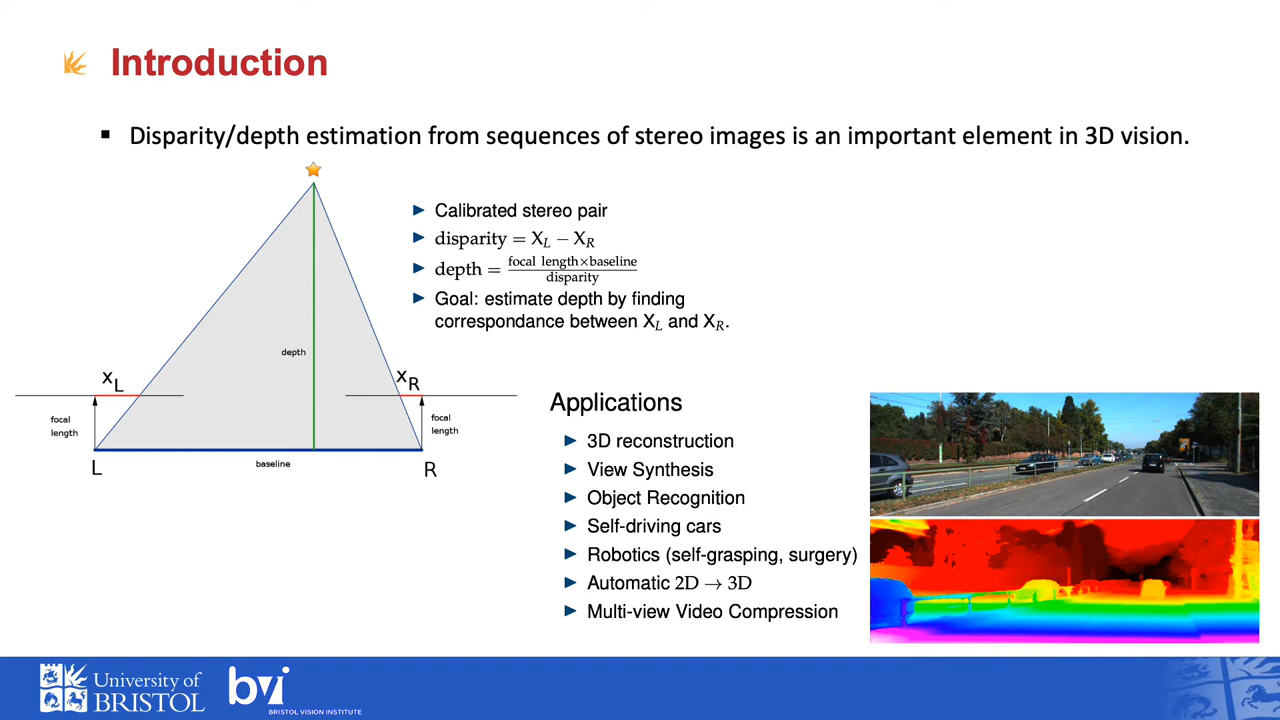 Introduction
▪ Disparity/depth estimation from sequences of stereo images is an important element in 3D vision.
► Calibrated stereo pair
► disparity = X_L − X_R
► depth = focal length×baseline / disparity
► Goal: estimate depth by finding
correspondance between X_L and X_R.
depth
x_L
x_R
focal
length
focal
length
baseline
L
R
Applications
► 3D reconstruction
► View Synthesis
► Object Recognition
► Self-driving cars
► Robotics (self-grasping, surgery)
► Automatic 2D → 3D
► Multi-view Video Compression
University of
BRISTOL
bvi
BRISTOL VISION INSTITUTE